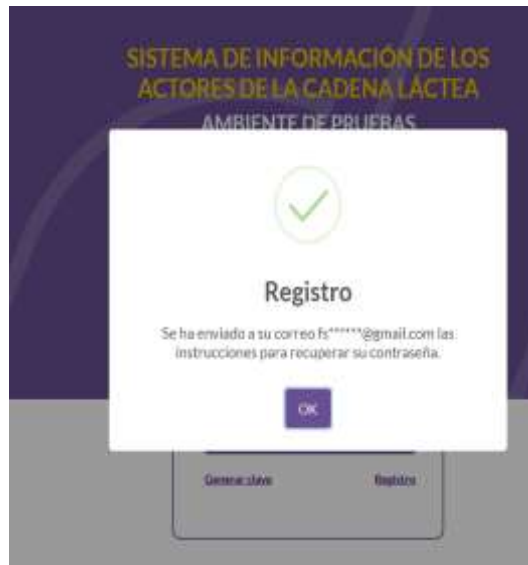 SISTEMA DE INFORMACIÓN DE LOS
ACTORES DE LA CADENA LÁCTEA
AMBIENTE DE PRUEBAS
Registro
Se ha enviado a su correo fs******@gmail.com las
instrucciones para recuperar su contraseña.
OK
Generar clave Registro